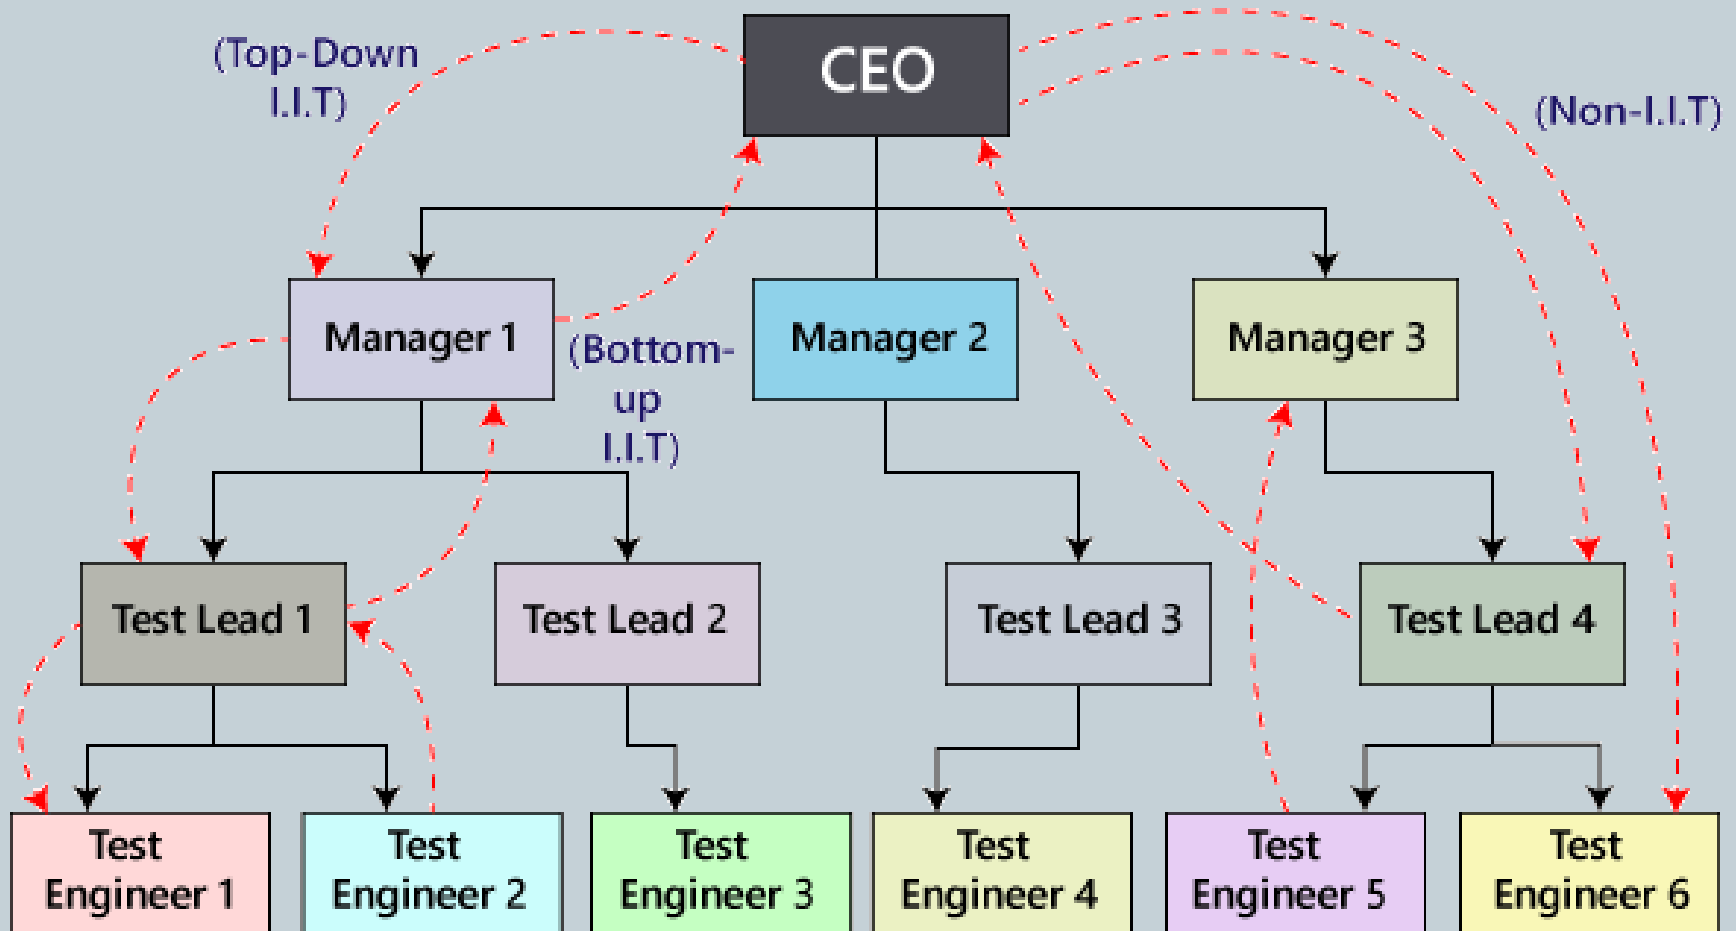 (Top-Down
I.I.T)
CEO
(Non-I.I.T)
Manager 1
(Bottom-
up
I.I.T)
Manager 2
Manager 3
Test Lead 1
Test Lead 2
Test Lead 3
Test Lead 4
Test
Engineer 1
Test
Engineer 2
Test
Engineer 3
Test
Engineer 4
Test
Engineer 5
Test
Engineer 6